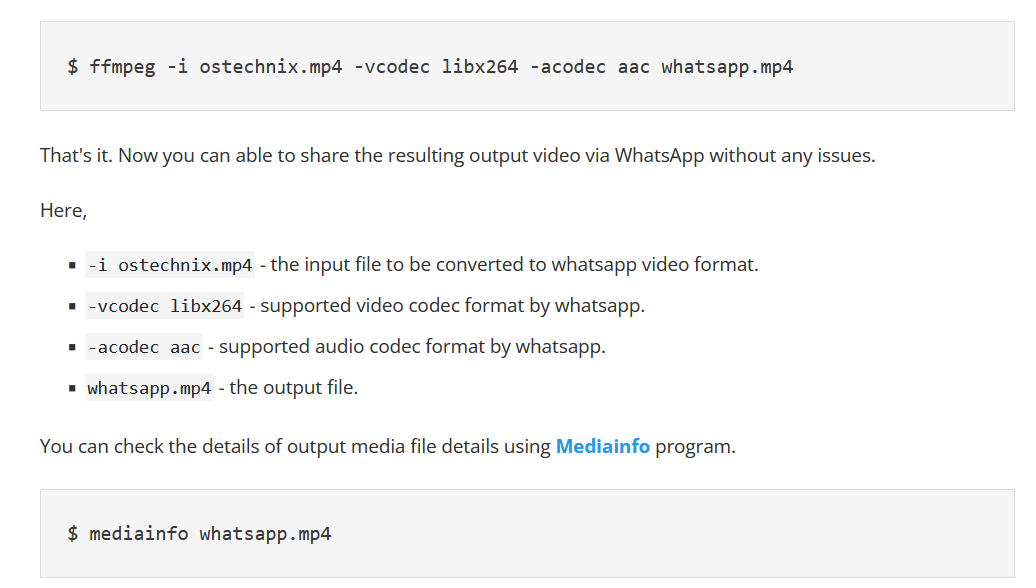 $ ffmpeg -i ostechnix.mp4 -vcodec libx264 -acodec aac whatsapp.mp4
That's it. Now you can able to share the resulting output video via WhatsApp without any issues.
Here,
-i ostechnix.mp4 - the input file to be converted to whatsapp video format.
-vcodec libx264 - supported video codec format by whatsapp.
-acodec aac - supported audio codec format by whatsapp.
whatsapp.mp4 - the output file.
You can check the details of output media file details using Mediainfo program.
$ mediainfo whatsapp.mp4